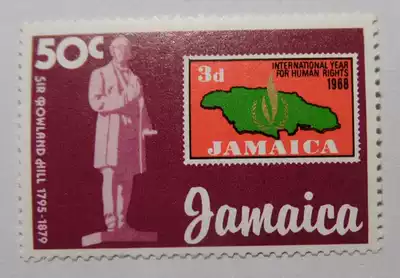 50c
SIR ROWLAND HILL 1795-1879
3d
INTERNATIONAL YEAR
FOR HUMAN RIGHTS
1968
JAMAICA
Jamaica